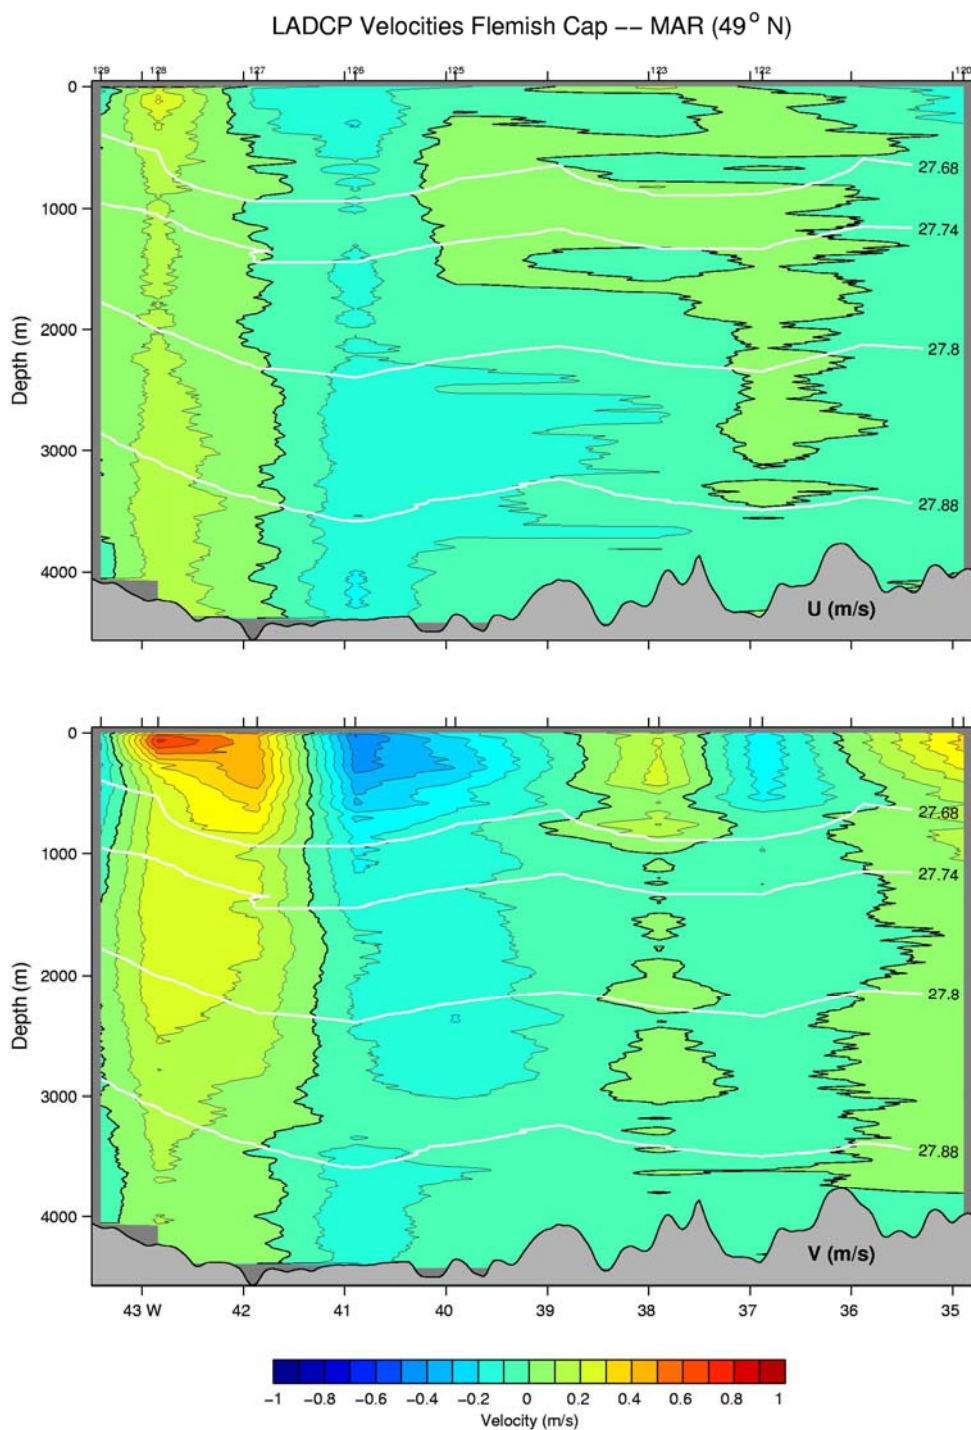 LADCP Velocities Flemish Cap -- MAR (49° N)
129 128 127 126 125 123 122 120
0
1000
2000
3000
4000
Depth (m)
27.68
27.74
27.8
27.88
U (m/s)
0
1000
2000
3000
4000
Depth (m)
27.68
27.74
27.8
27.88
V (m/s)
43 W 42 41 40 39 38 37 36 35
-1 -0.8 -0.6 -0.4 -0.2 0 0.2 0.4 0.6 0.8 1
Velocity (m/s)